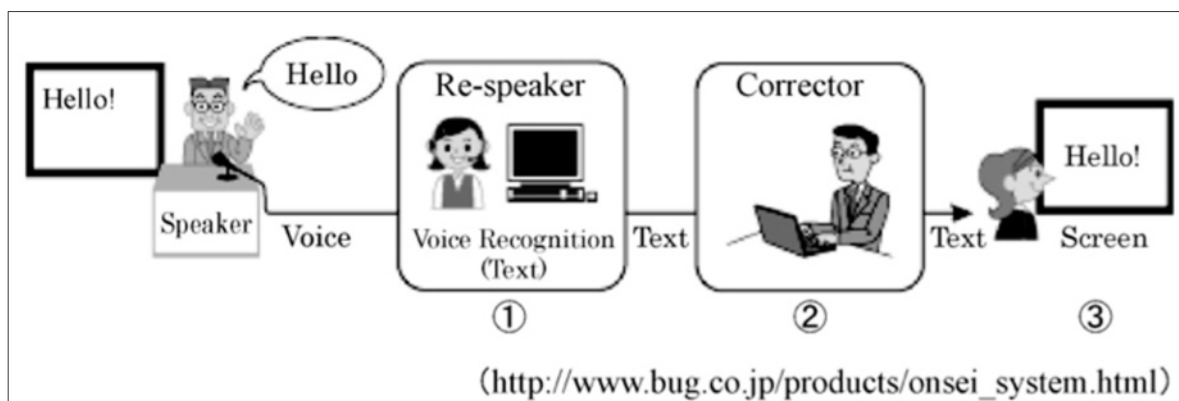 Hello!
Hello
Speaker
Voice
Re-speaker
Voice Recognition
(Text)
①
Text
Corrector
②
Text
Hello!
Screen
③
(http://www.bug.co.jp/products/onsei_system.html)